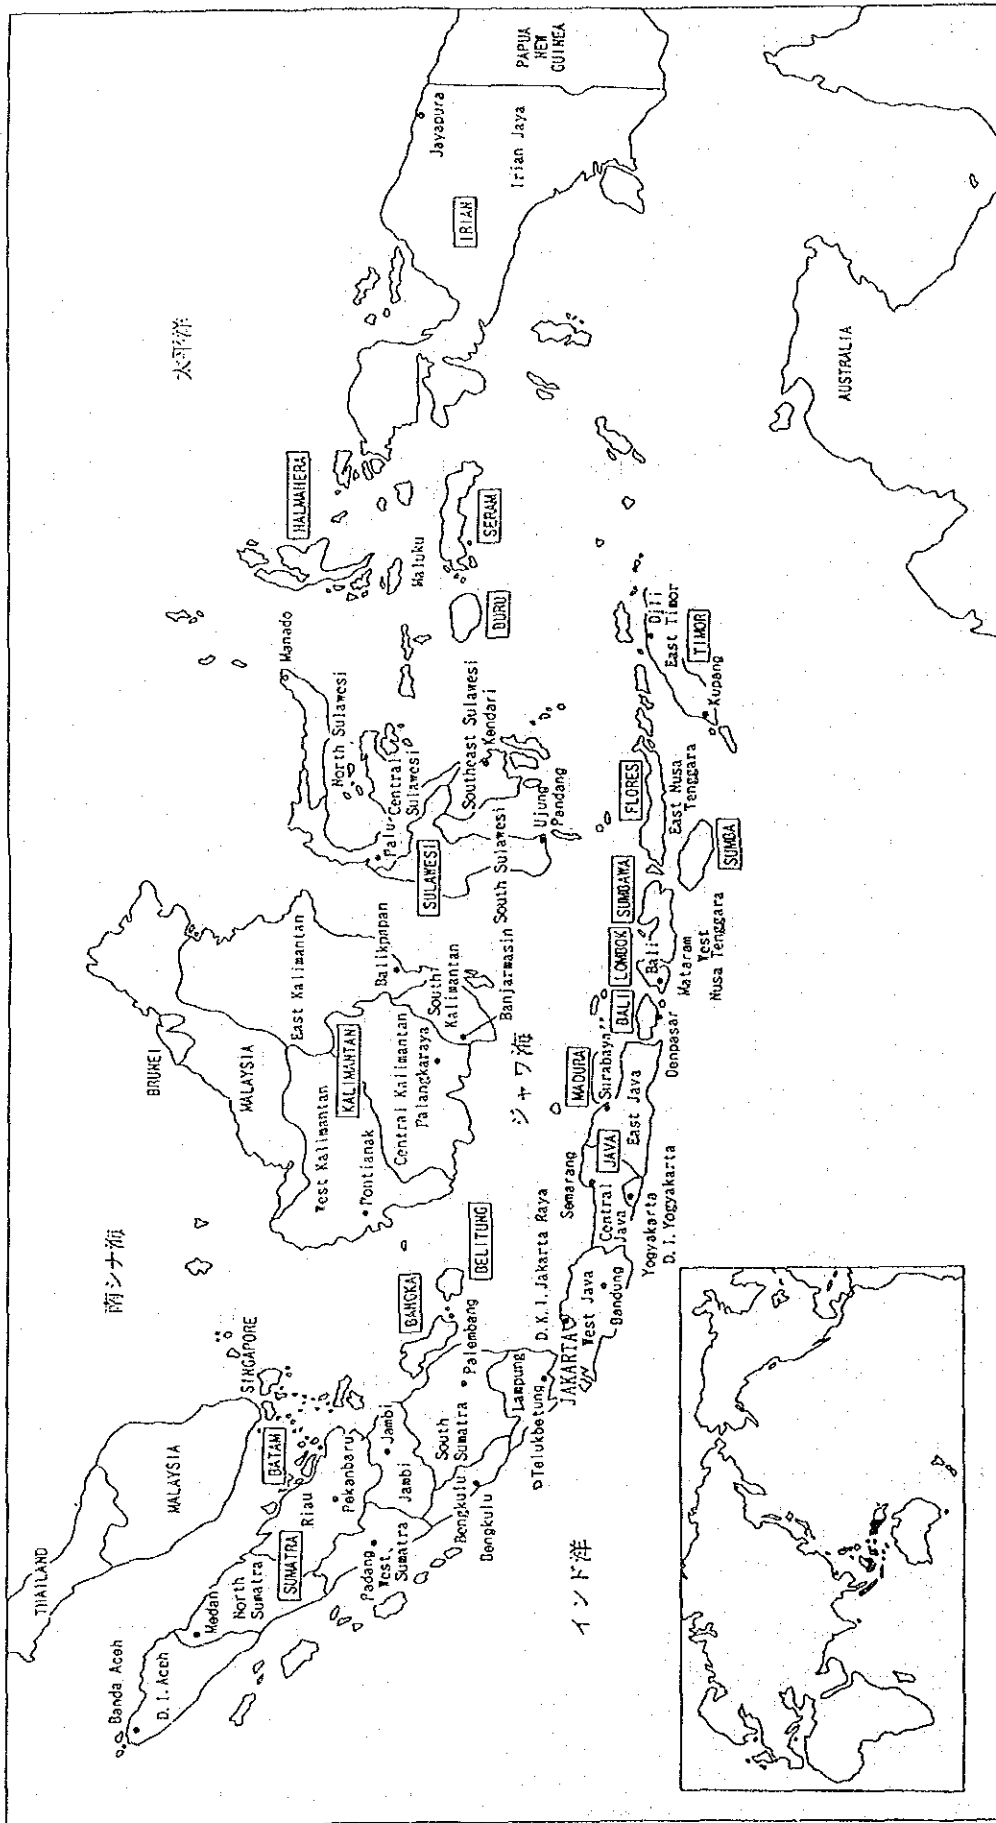 THAILAND
MALAYSIA
Banda Aceh
D.I. Aceh
Medan
North
Sumatra
SUMATRA
Riau
BATAM
SINGAPORE
Pekanbaru
Padang
West
Sumatra
Jambi
Jambi
Bengkulu
Bengkulu
South
Sumatra
Palembang
BANGKA
BELITUNG
Lampung
Telukbetung
南シナ海
BRUNEI
MALAYSIA
West Kalimantan
Pontianak
KALIMANTAN
East Kalimantan
Central Kalimantan
Palangkaraya
Balikpapan
South
Kalimantan
Banjarmasin
ジャワ海
D.K.I. Jakarta Raya
JAKARTA
West Java
Bandung
Semarang
Central
Java
JAVA
Yogyakarta
D.I. Yogyakarta
MADURA
Surabaya
East Java
BALI
Denpasar
LOMBOK
Bali
Mataram
West
Nusa Tenggara
SUMBAWA
SUMBA
FLORES
East Nusa
Tenggara
Kupang
TIMOR
East Timor
Dili
Manado
North Sulawesi
Palu
Central
Sulawesi
SULAWESI
Southeast Sulawesi
Kendari
South Sulawesi
Ujung
Pandang
太平洋
HALMAHERA
Maluku
BURU
SERAM
IRIAN
Jayapura
Irian Jaya
PAPUA
NEW
GUINEA
AUSTRALIA
インド洋